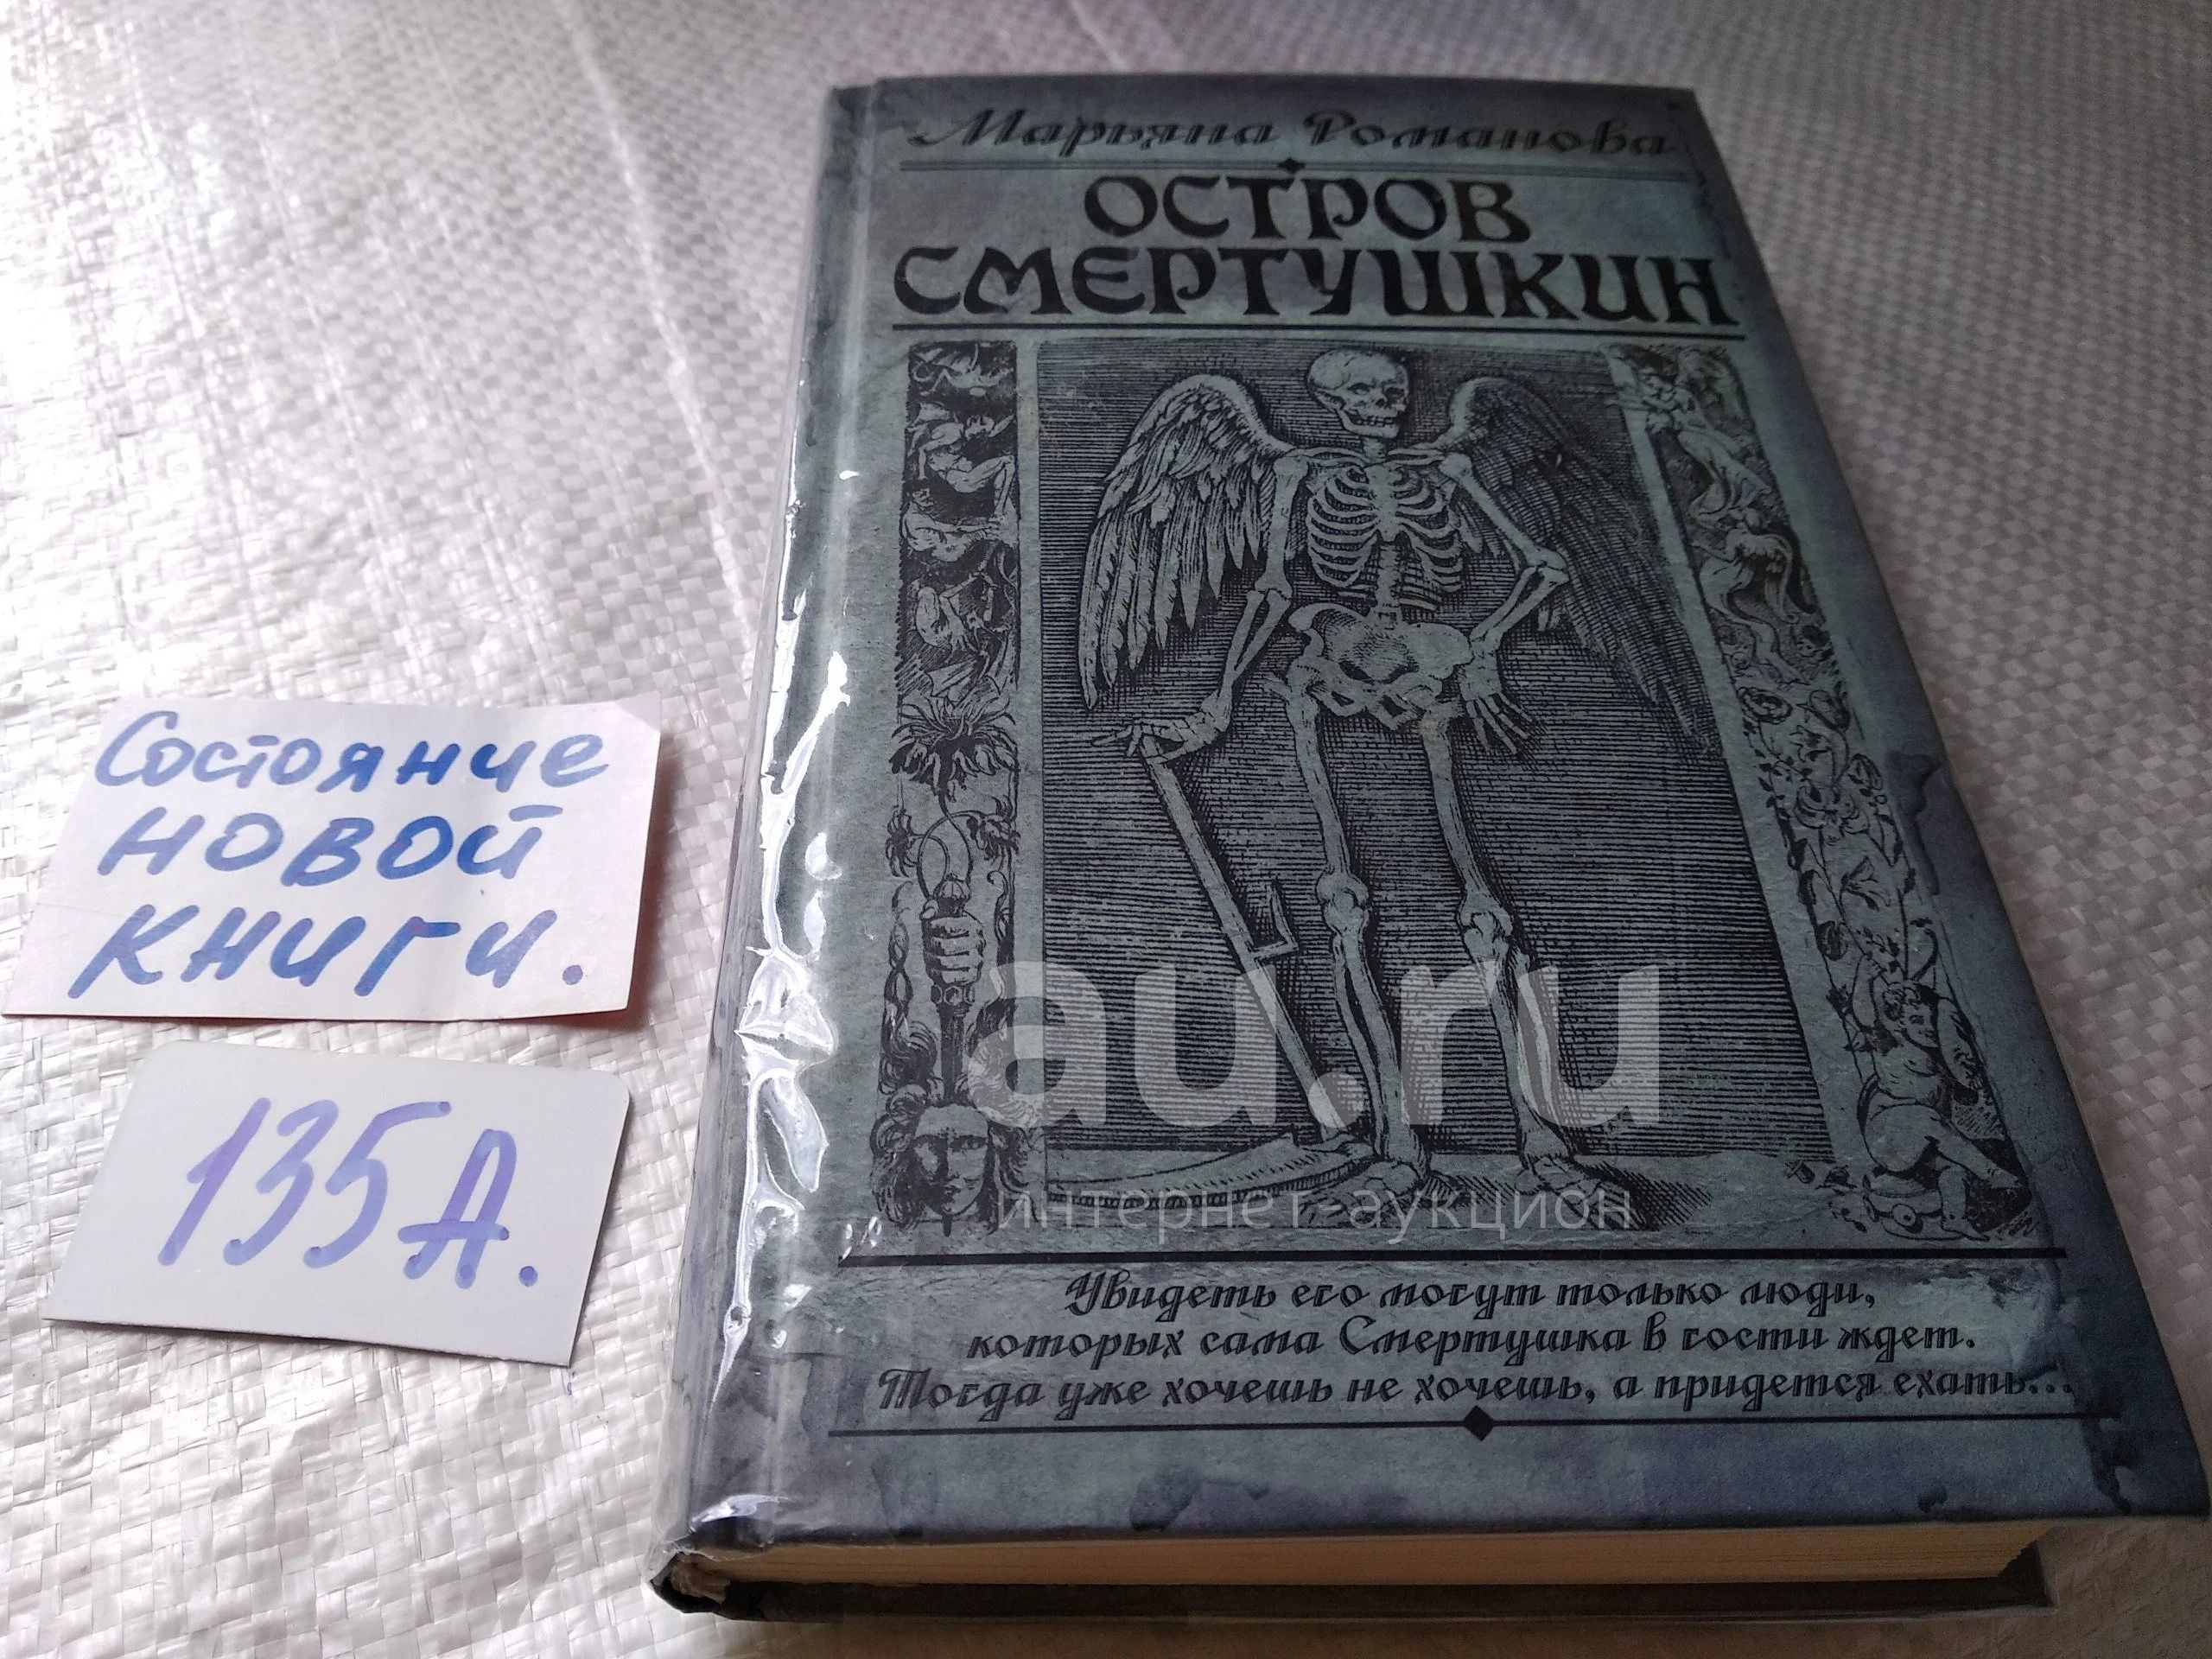 Марьяна Романова
ОСТРОВ
СМЕРТУШКИН
Состояние
новой
книги.
135А.
au.ru
интернет-аукцион
Увидеть его могут только люди,
которых сама Смертушка в гости ждет.
Тогда уже хочешь не хочешь, а придется ехать...